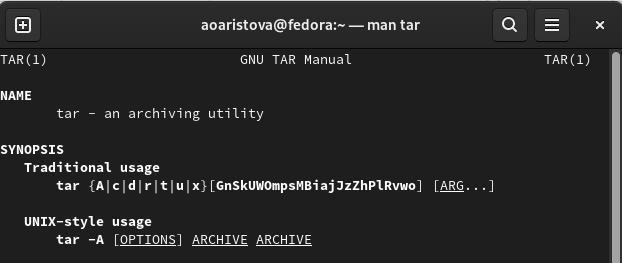 aoaristova@fedora:~ — man tar
TAR(1) GNU TAR Manual TAR(1)
NAME
tar - an archiving utility
SYNOPSIS
Traditional usage
tar {A|c|d|r|t|u|x}[GnSkUWOmpsMBiajJzZhPlRvwo] [ARG...]
UNIX-style usage
tar -A [OPTIONS] ARCHIVE ARCHIVE